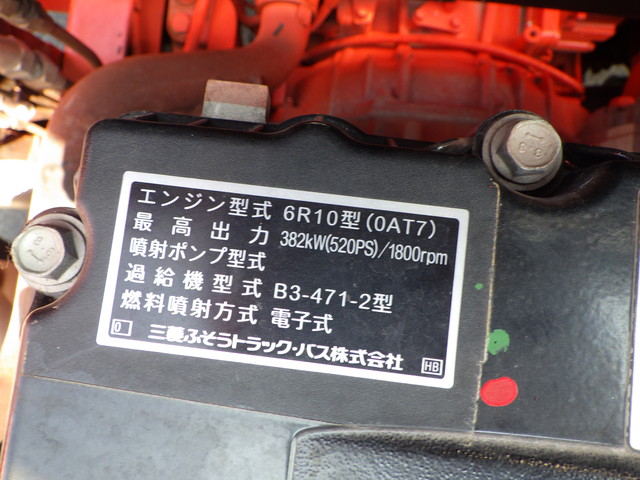 エンジン型式 6R10型(0AT7)
最高出力 382kW(520PS)/1800rpm
噴射ポンプ型式
過給機型式 B3-471-2型
燃料噴射方式 電子式
0 三菱ふそうトラック・バス株式会社 HB